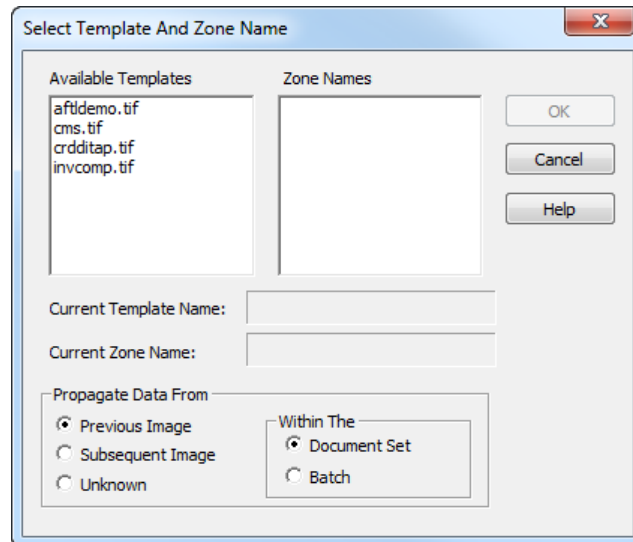 Select Template And Zone Name
Available Templates
Zone Names
aftldemo.tif
cms.tif
crdditap.tif
invcomp.tif
OK
Cancel
Help
Current Template Name:
Current Zone Name:
Propagate Data From
Previous Image
Subsequent Image
Unknown
Within The
Document Set
Batch